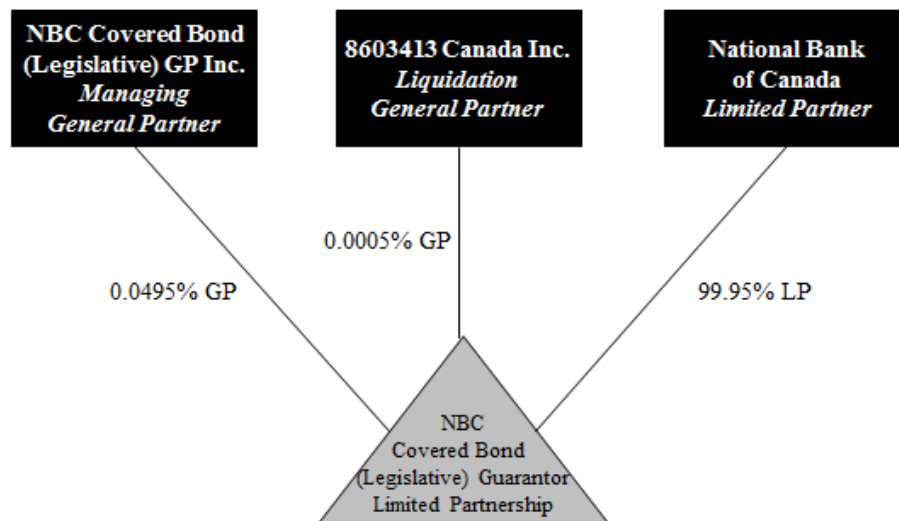 NBC Covered Bond
(Legislative) GP Inc.
Managing
General Partner
8603413 Canada Inc.
Liquidation
General Partner
National Bank
of Canada
Limited Partner
0.0495% GP
0.0005% GP
99.95% LP
NBC
Covered Bond
(Legislative) Guarantor
Limited Partnership